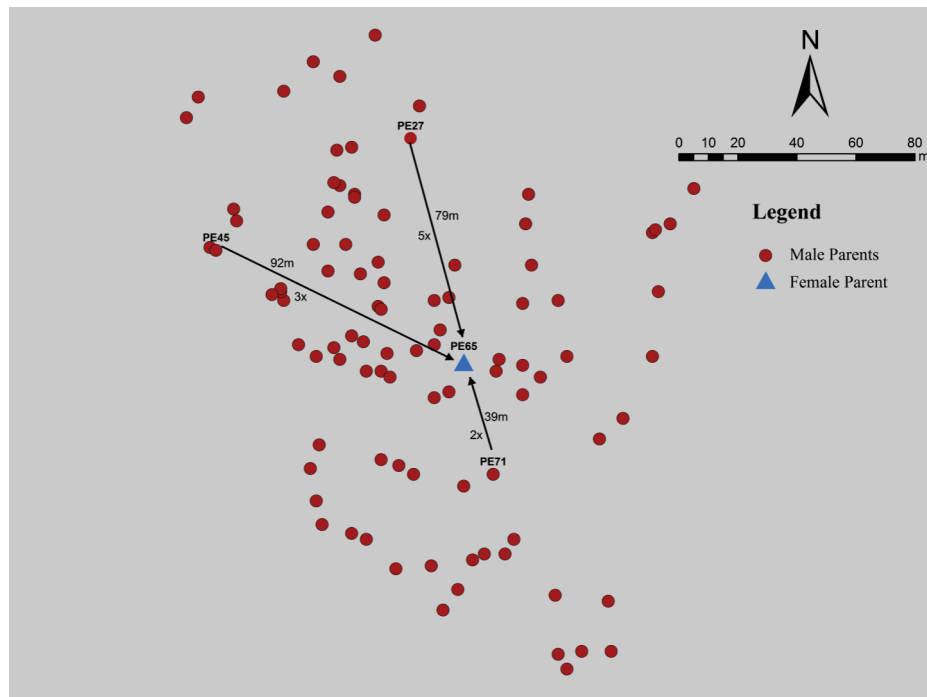 N
0 10 20 40 60 80
m
PE27
79m
5x
Legend
PE45
92m
3x
Male Parents
Female Parent
PE65
39m
2x
PE71